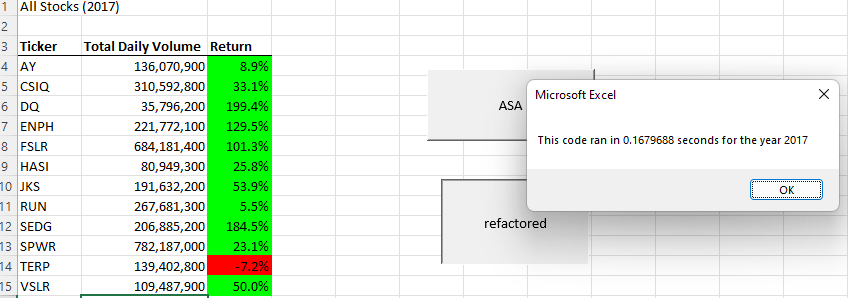 1 All Stocks (2017)
2
3 Ticker Total Daily Volume Return
4 AY 136,070,900 8.9%
5 CSIQ 310,592,800 33.1%
6 DQ 35,796,200 199.4%
7 ENPH 221,772,100 129.5%
8 FSLR 684,181,400 101.3%
9 HASI 80,949,300 25.8%
10 JKS 191,632,200 53.9%
11 RUN 267,681,300 5.5%
12 SEDG 206,885,200 184.5%
13 SPWR 782,187,000 23.1%
14 TERP 139,402,800 -7.2%
15 VSLR 109,487,900 50.0%
ASA
refactored
Microsoft Excel
This code ran in 0.1679688 seconds for the year 2017
OK